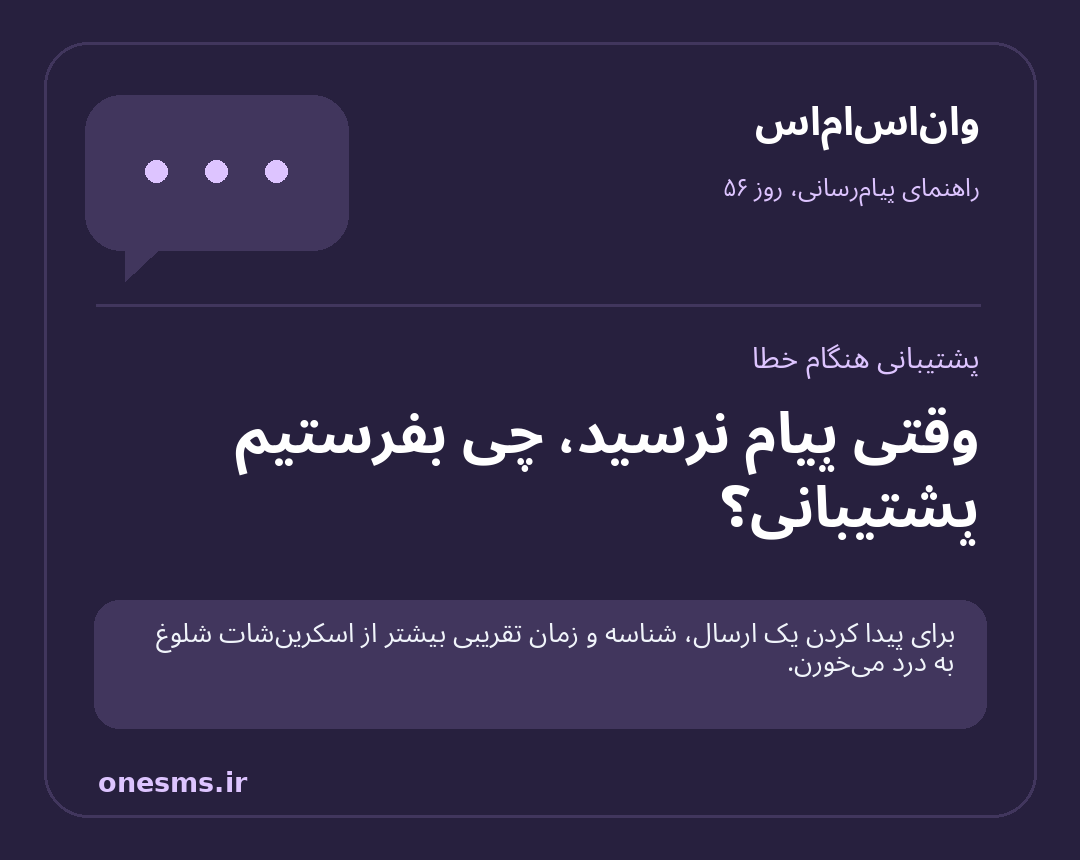 وان‌اس‌ام‌اس
راهنمای پیام‌رسانی، روز ۵۶
پشتیبانی هنگام خطا
وقتی پیام نرسید، چی بفرستیم
پشتیبانی؟
برای پیدا کردن یک ارسال، شناسه و زمان تقریبی بیشتر از اسکرین‌شات شلوغ
به درد می‌خورن.
onesms.ir